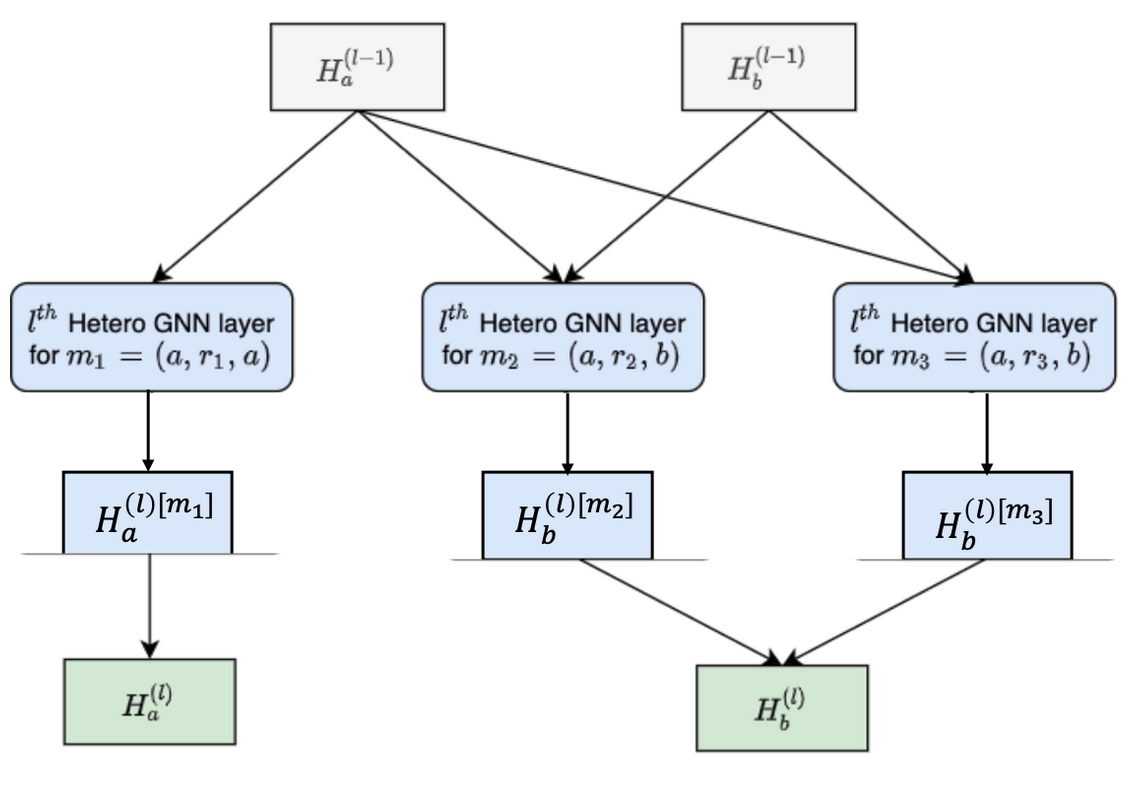 H_a^{(l−1)}
H_b^{(l−1)}
l^{th} Hetero GNN layer
for m_1 = (a, r_1, a)
l^{th} Hetero GNN layer
for m_2 = (a, r_2, b)
l^{th} Hetero GNN layer
for m_3 = (a, r_3, b)
H_a^{(l)[m_1]}
H_b^{(l)[m_2]}
H_b^{(l)[m_3]}
H_a^{(l)}
H_b^{(l)}